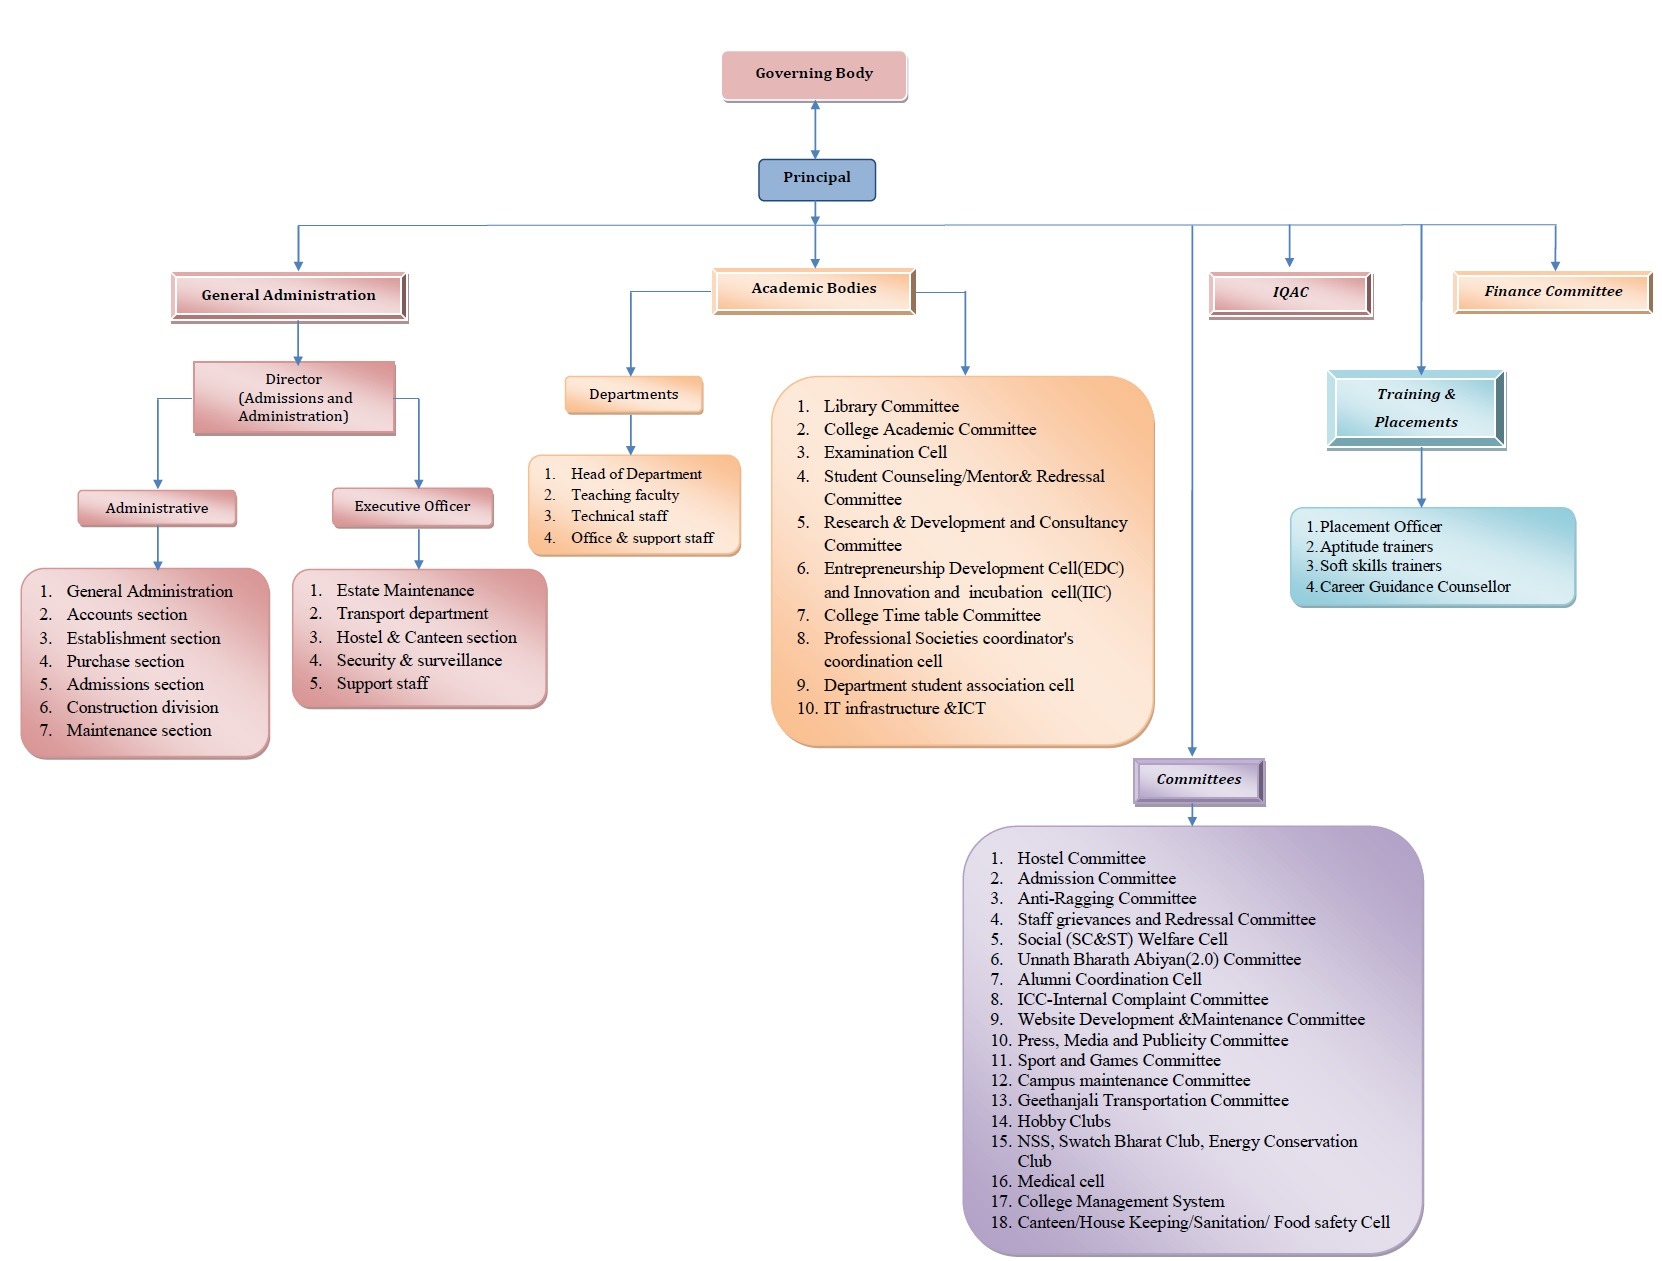 Governing Body
Principal
General Administration
Academic Bodies
IQAC
Finance Committee
Director
(Admissions and
Administration)
Departments
Training &
Placements
Administrative
Executive Officer
1. General Administration
2. Accounts section
3. Establishment section
4. Purchase section
5. Admissions section
6. Construction division
7. Maintenance section
1. Estate Maintenance
2. Transport department
3. Hostel & Canteen section
4. Security & surveillance
5. Support staff
1. Head of Department
2. Teaching faculty
3. Technical staff
4. Office & support staff
1. Library Committee
2. College Academic Committee
3. Examination Cell
4. Student Counseling/Mentor& Redressal
Committee
5. Research & Development and Consultancy
Committee
6. Entrepreneurship Development Cell(EDC)
and Innovation and incubation cell(IIC)
7. College Time table Committee
8. Professional Societies coordinator's
coordination cell
9. Department student association cell
10. IT infrastructure &ICT
1.Placement Officer
2.Aptitude trainers
3.Soft skills trainers
4.Career Guidance Counsellor
Committees
1. Hostel Committee
2. Admission Committee
3. Anti-Ragging Committee
4. Staff grievances and Redressal Committee
5. Social (SC&ST) Welfare Cell
6. Unnath Bharath Abiyan(2.0) Committee
7. Alumni Coordination Cell
8. ICC-Internal Complaint Committee
9. Website Development &Maintenance Committee
10. Press, Media and Publicity Committee
11. Sport and Games Committee
12. Campus maintenance Committee
13. Geethanjali Transportation Committee
14. Hobby Clubs
15. NSS, Swatch Bharat Club, Energy Conservation
Club
16. Medical cell
17. College Management System
18. Canteen/House Keeping/Sanitation/ Food safety Cell